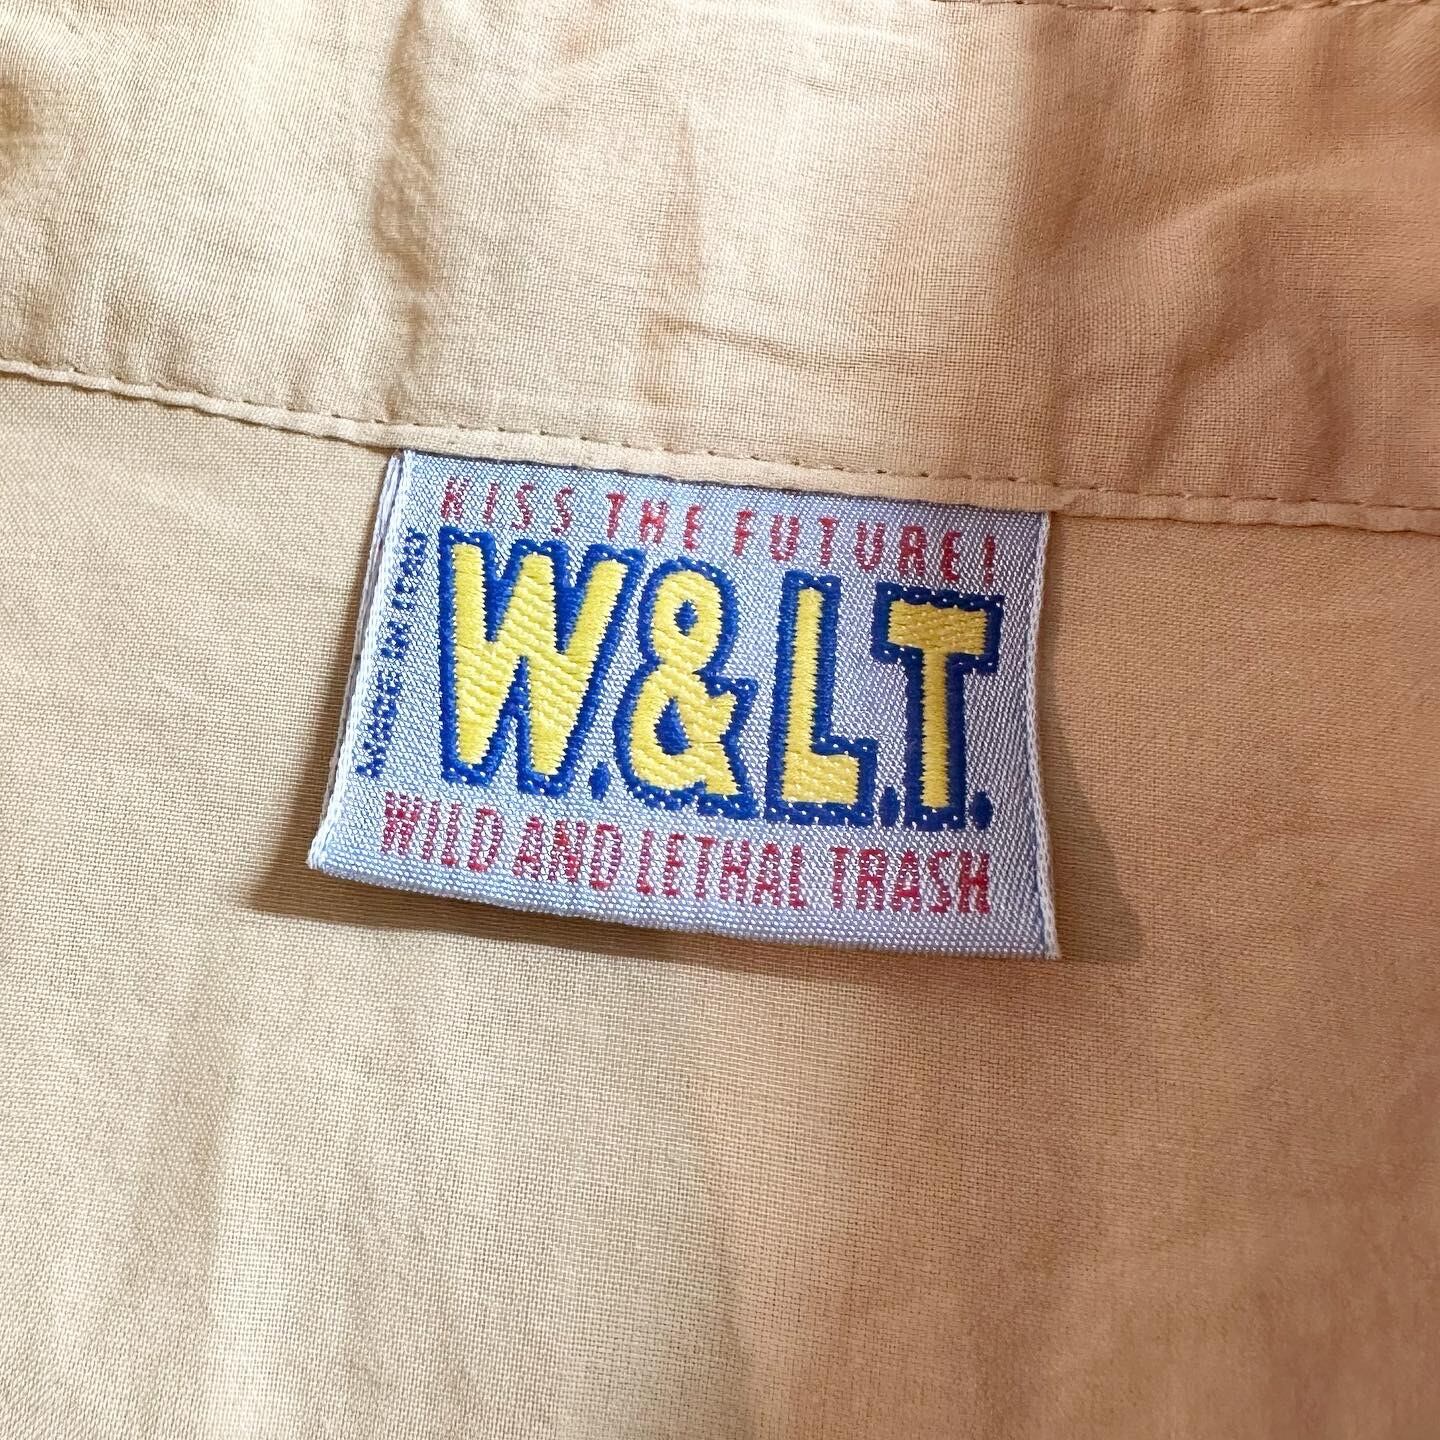 KISS THE FUTURE!
W.&L.T.
WILD AND LETHAL TRASH
MADE IN ITALY